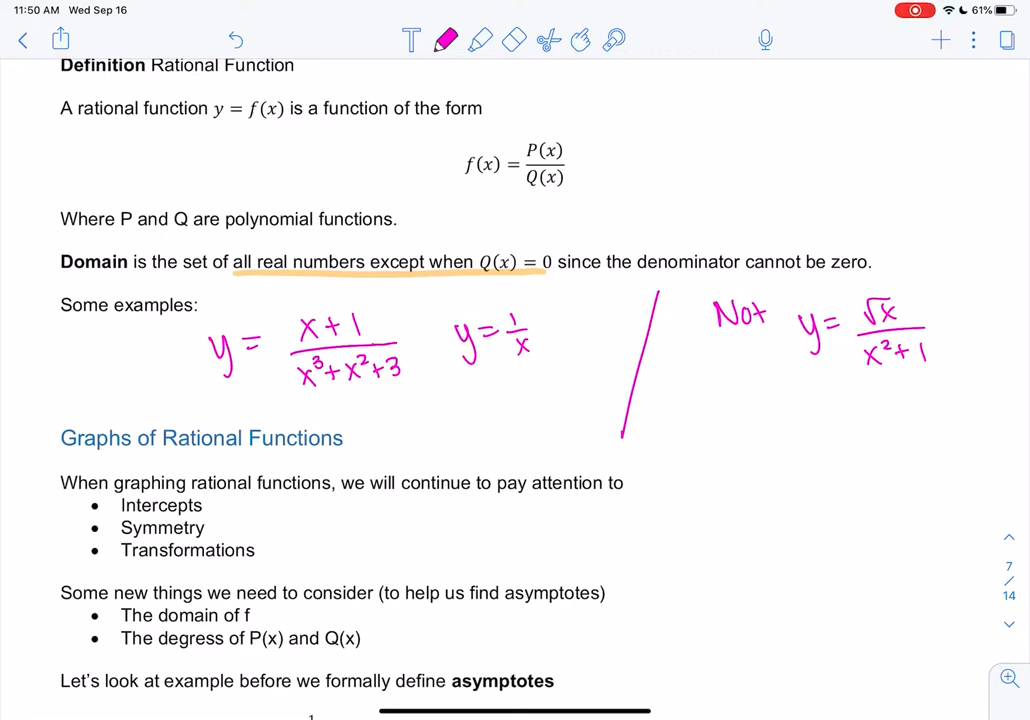 11:50 AM Wed Sep 16
61%
Definition Rational Function
A rational function y = f(x) is a function of the form
f(x) = P(x)/Q(x)
Where P and Q are polynomial functions.
Domain is the set of all real numbers except when Q(x) = 0 since the denominator cannot be zero.
Some examples:
y = (x+1)/(x³+x²+3) y = 1/x Not y = √x/(x²+1)
Graphs of Rational Functions
When graphing rational functions, we will continue to pay attention to
• Intercepts
• Symmetry
• Transformations
Some new things we need to consider (to help us find asymptotes)
• The domain of f
• The degress of P(x) and Q(x)
Let's look at example before we formally define asymptotes
1
7
/
14